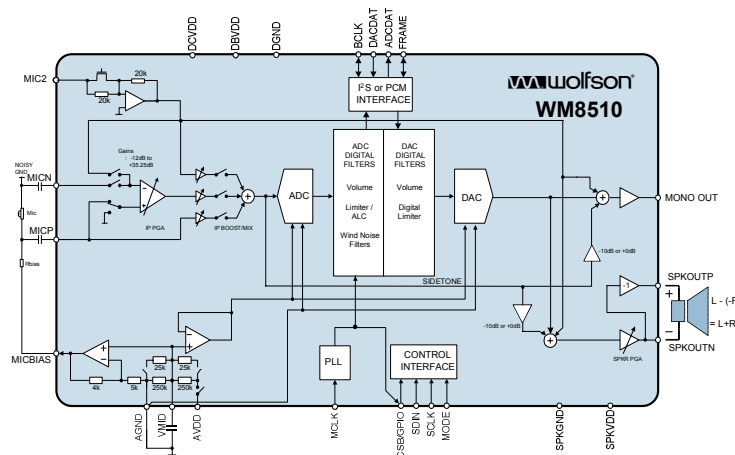 DCVDD
DBVDD
DGND
BCLK
DACDAT
ADCDAT
FRAME
MIC2
20k
20k
I²S or PCM
INTERFACE
wolfson®
WM8510
Gains
: -12dB to
+35.25dB
NOISY
GND
MICN
Mic
MICP
Rbias
MICBIAS
IP PGA
IP BOOST/MIX
ADC
ADC
DIGITAL
FILTERS
Volume
Limiter /
ALC
Wind Noise
Filters
DAC
DIGITAL
FILTERS
Volume
Digital
Limiter
DAC
MONO OUT
-10dB or +0dB
SIDETONE
-10dB or +0dB
-1
SPKOUTP
L - (-R
= L+R
SPKOUTN
SPKR PGA
25k
25k
4k
5k
250k
250k
PLL
CONTROL
INTERFACE
AGND
VMID
AVDD
MCLK
CSB/GPIO
SDIN
SCLK
MODE
SPKGND
SPKVDD